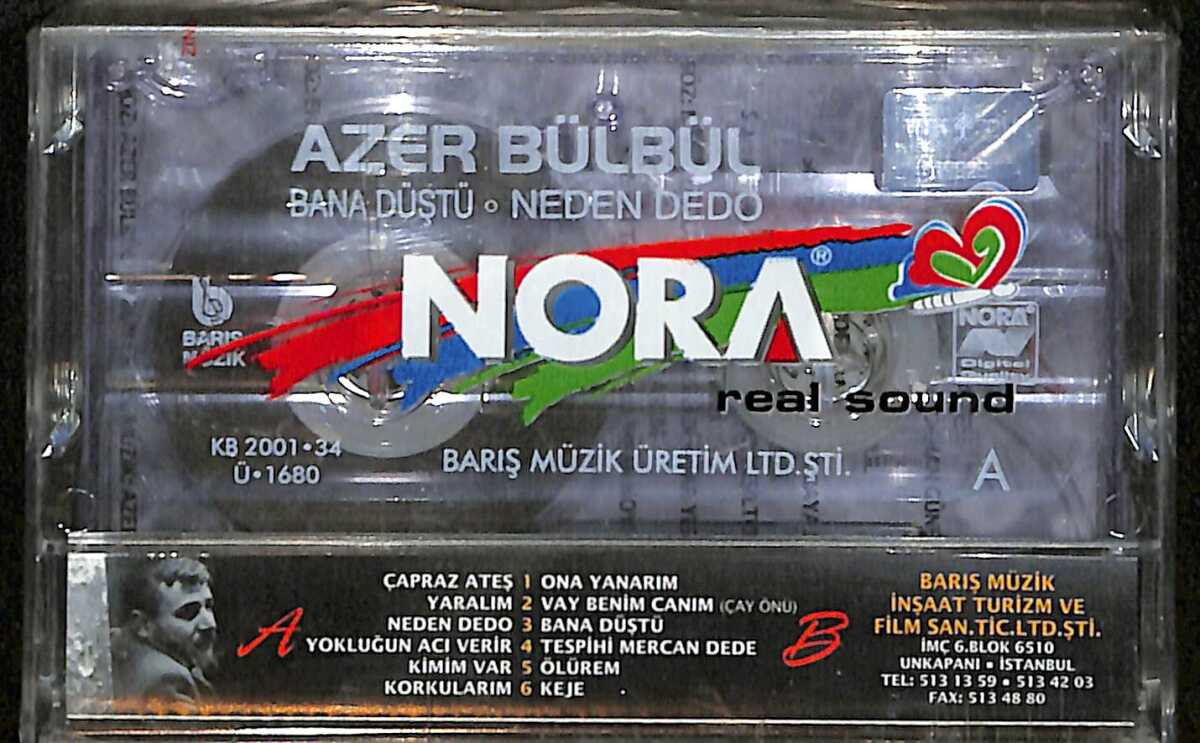 AZER BÜLBÜL
BANA DÜŞTÜ • NEDEN DEDO
NORA®
real sound
BARIŞ
MÜZİK
NORA®
Digital
KB 2001•34
Ü•1680
BARIŞ MÜZİK ÜRETİM LTD.ŞTİ.
A
A
ÇAPRAZ ATEŞ 1 ONA YANARIM
YARALIM 2 VAY BENİM CANIM (ÇAY ÖNÜ)
NEDEN DEDO 3 BANA DÜŞTÜ
YOKLUĞUN ACI VERİR 4 TESPİHİ MERCAN DEDE
KİMİM VAR 5 ÖLÜREM
KORKULARIM 6 KEJE
B
BARIŞ MÜZİK
İNŞAAT TURİZM VE
FİLM SAN.TİC.LTD.ŞTİ.
İMÇ 6.BLOK 6510
UNKAPANI • İSTANBUL
TEL: 513 13 59 • 513 42 03
FAX: 513 48 80